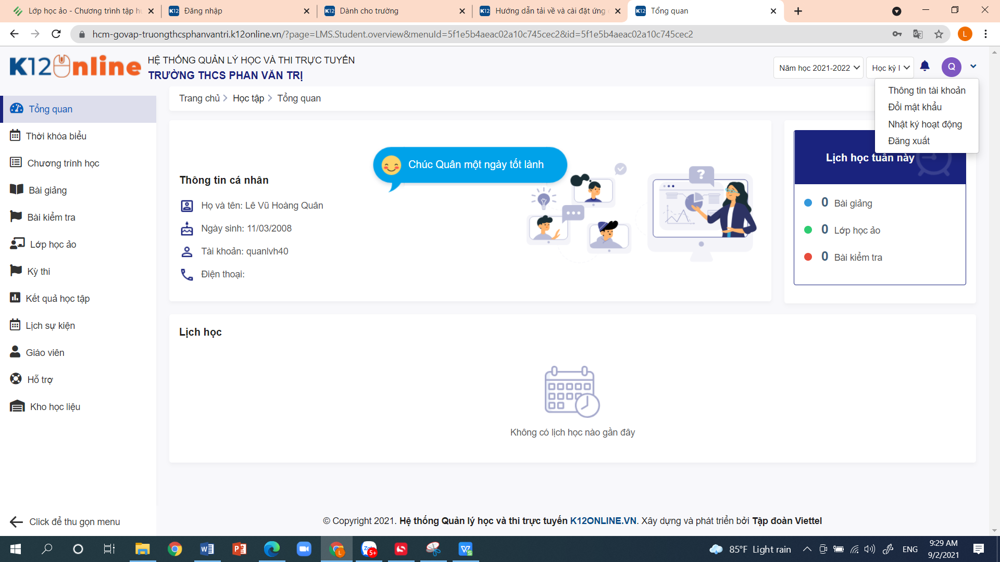 Lớp học ảo - Chương trình tập hu
Đăng nhập
Dành cho trường
Hướng dẫn tải về và cài đặt ứng
Tổng quan
hcm-govap-truongthcsphanvantri.k12online.vn/?page=LMS.Student.overview&menuId=5f1e5b4aeac02a10c745cec2&id=5f1e5b4aeac02a10c745cec2
L
K12Online
HỆ THỐNG QUẢN LÝ HỌC VÀ THI TRỰC TUYẾN
TRƯỜNG THCS PHAN VĂN TRỊ
Năm học 2021-2022
Học kỳ I
Q
Thông tin tài khoản
Đổi mật khẩu
Nhật ký hoạt động
Đăng xuất
Trang chủ > Học tập > Tổng quan
Tổng quan
Thời khóa biểu
Chương trình học
Bài giảng
Bài kiểm tra
Lớp học ảo
Kỳ thi
Kết quả học tập
Lịch sự kiện
Giáo viên
Hỗ trợ
Kho học liệu
Click để thu gọn menu
Chúc Quân một ngày tốt lành
Thông tin cá nhân
Họ và tên: Lê Vũ Hoàng Quân
Ngày sinh: 11/03/2008
Tài khoản: quanlvh40
Điện thoại:
?
Lịch học tuần này
0 Bài giảng
0 Lớp học ảo
0 Bài kiểm tra
Lịch học
Không có lịch học nào gần đây
© Copyright 2021. Hệ thống Quản lý học và thi trực tuyến K12ONLINE.VN. Xây dựng và phát triển bởi Tập đoàn Viettel
5+
85°F Light rain
ENG
9:29 AM
9/2/2021